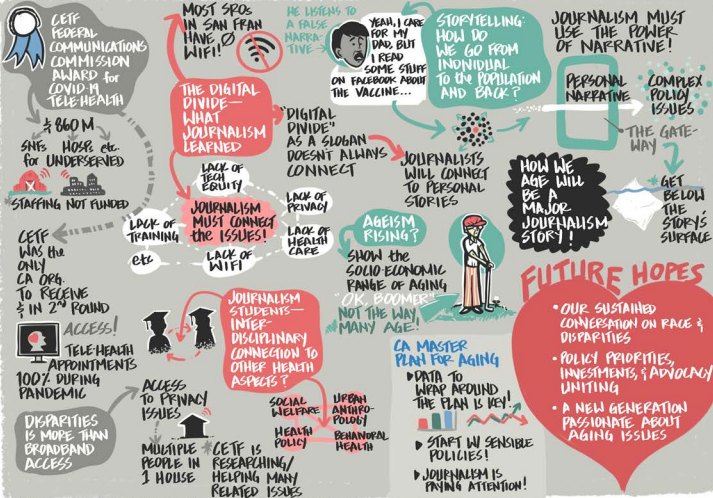 CETF
FEDERAL
COMMUNICATIONS
COMMISSION
AWARD for
COVID-19
TELE-HEALTH
$ 860 M
SNFs HOSP. etc.
for UNDERSERVED
*STAFFING NOT FUNDED
CETF
WAS the
ONLY
CA ORG.
TO RECEIVE
$ IN 2nd ROUND
ACCESS!
TELE-HEALTH
APPOINTMENTS
100% DURING
PANDEMIC
DISPARITIES
IS MORE THAN
BROADBAND
ACCESS
ACCESS
TO PRIVACY
ISSUES
MULTIPLE
PEOPLE IN
1 HOUSE
*CETF IS
RESEARCHING/
HELPING MANY
RELATED ISSUES
MOST SROs
IN SAN FRAN
HAVE Ø
WIFI!
THE DIGITAL
DIVIDE—
WHAT
JOURNALISM
LEARNED
"DIGITAL
DIVIDE"
AS A SLOGAN
DOESN'T ALWAYS
CONNECT
JOURNALISTS
WILL CONNECT
TO PERSONAL
STORIES
JOURNALISM
MUST CONNECT
the ISSUES!
LACK OF
TECH
EQUITY
LACK OF
PRIVACY
LACK OF
HEALTH
CARE
LACK OF
WIFI
etc
LACK OF
TRAINING
JOURNALISM
STUDENTS—
INTER-
DISCIPLINARY
CONNECTION TO
OTHER HEALTH
ASPECTS?
SOCIAL
WELFARE
URBAN
ANTHRO-
POLOGY
HEALTH
POLICY
BEHAVIORAL
HEALTH
HE LISTENS TO
A FALSE
NARRA-
TIVE
YEAH, I CARE
FOR MY
DAD, BUT
I READ
SOME STUFF
ON FACEBOOK ABOUT
THE VACCINE...
STORYTELLING:
HOW DO
WE GO FROM
INDIVIDUAL
TO the POPULATION
AND BACK?
JOURNALISM MUST
USE THE POWER
OF NARRATIVE!
PERSONAL
NARRATIVE
COMPLEX
POLICY
ISSUES
THE GATE-
WAY
GET
BELOW
THE
STORY'S
SURFACE
HOW WE
AGE WILL
BE A
MAJOR
JOURNALISM
STORY!
AGEISM
RISING?
SHOW the
SOCIO-ECONOMIC
RANGE OF AGING
"OK, BOOMER"
NOT THE WAY,
MANY AGE!
CA MASTER
PLAN FOR AGING
DATA TO
WRAP AROUND
THE PLAN IS KEY!
START W/ SENSIBLE
POLICIES!
JOURNALISM IS
PAYING ATTENTION!
FUTURE HOPES
• OUR SUSTAINED
CONVERSATION ON RACE &
DISPARITIES
• POLICY PRIORITIES,
INVESTMENTS, & ADVOCACY
UNITING
• A NEW GENERATION
PASSIONATE ABOUT
AGING ISSUES